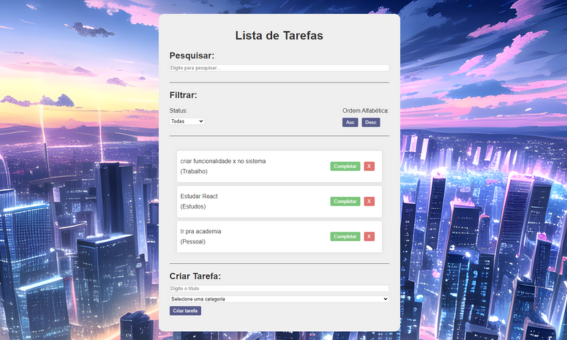 Lista de Tarefas
Pesquisar:
Digite para pesquisar...
Filtrar:
Status:
Ordem Alfabética:
Todas
Asc
Desc
criar funcionalidade x no sistema
(Trabalho)
Completar
X
Estudar React
(Estudos)
Completar
X
Ir pra academia
(Pessoal)
Completar
X
Criar Tarefa:
Digite o título
Selecione uma categoria
Criar tarefa